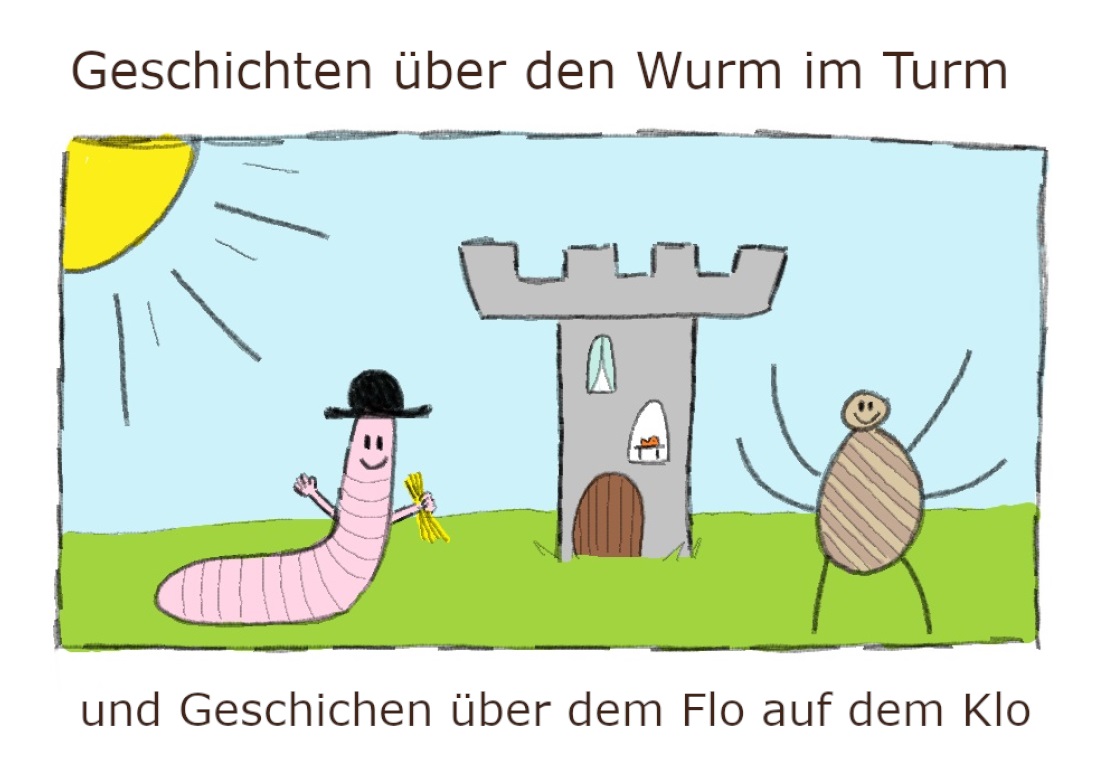 Geschichten über den Wurm im Turm
und Geschichen über dem Flo auf dem Klo